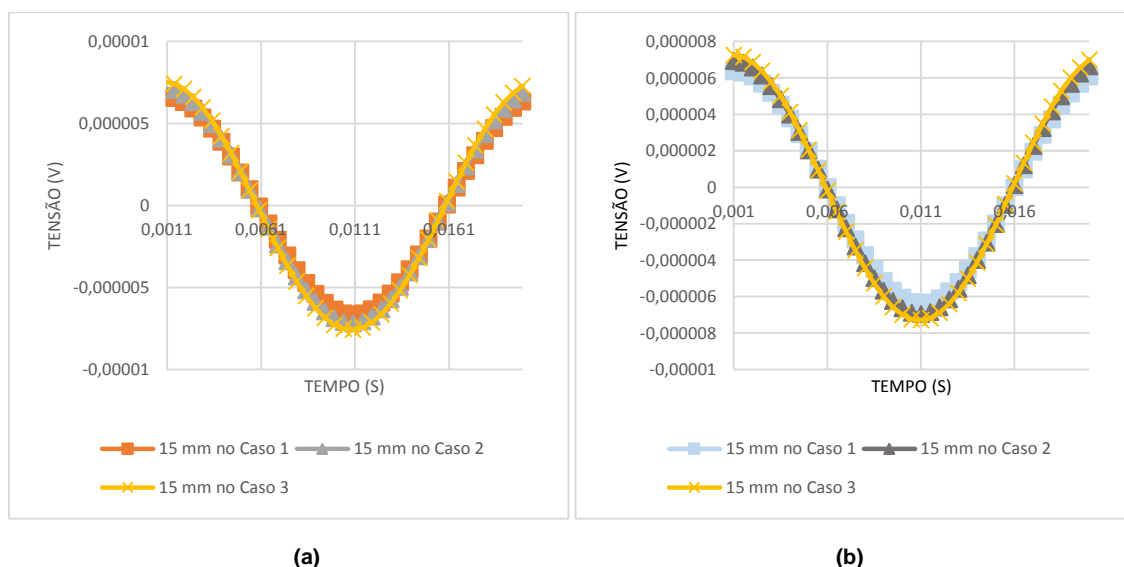 0,00001
0,000005
0
-0,000005
-0,00001
TENSÃO (V)
0,0011
0,0061
0,0111
0,0161
TEMPO (S)
15 mm no Caso 1
15 mm no Caso 2
15 mm no Caso 3
(a)
0,000008
0,000006
0,000004
0,000002
0
-0,000002
-0,000004
-0,000006
-0,000008
-0,00001
TENSÃO (V)
0,001
0,006
0,011
0,016
TEMPO (S)
15 mm no Caso 1
15 mm no Caso 2
15 mm no Caso 3
(b)